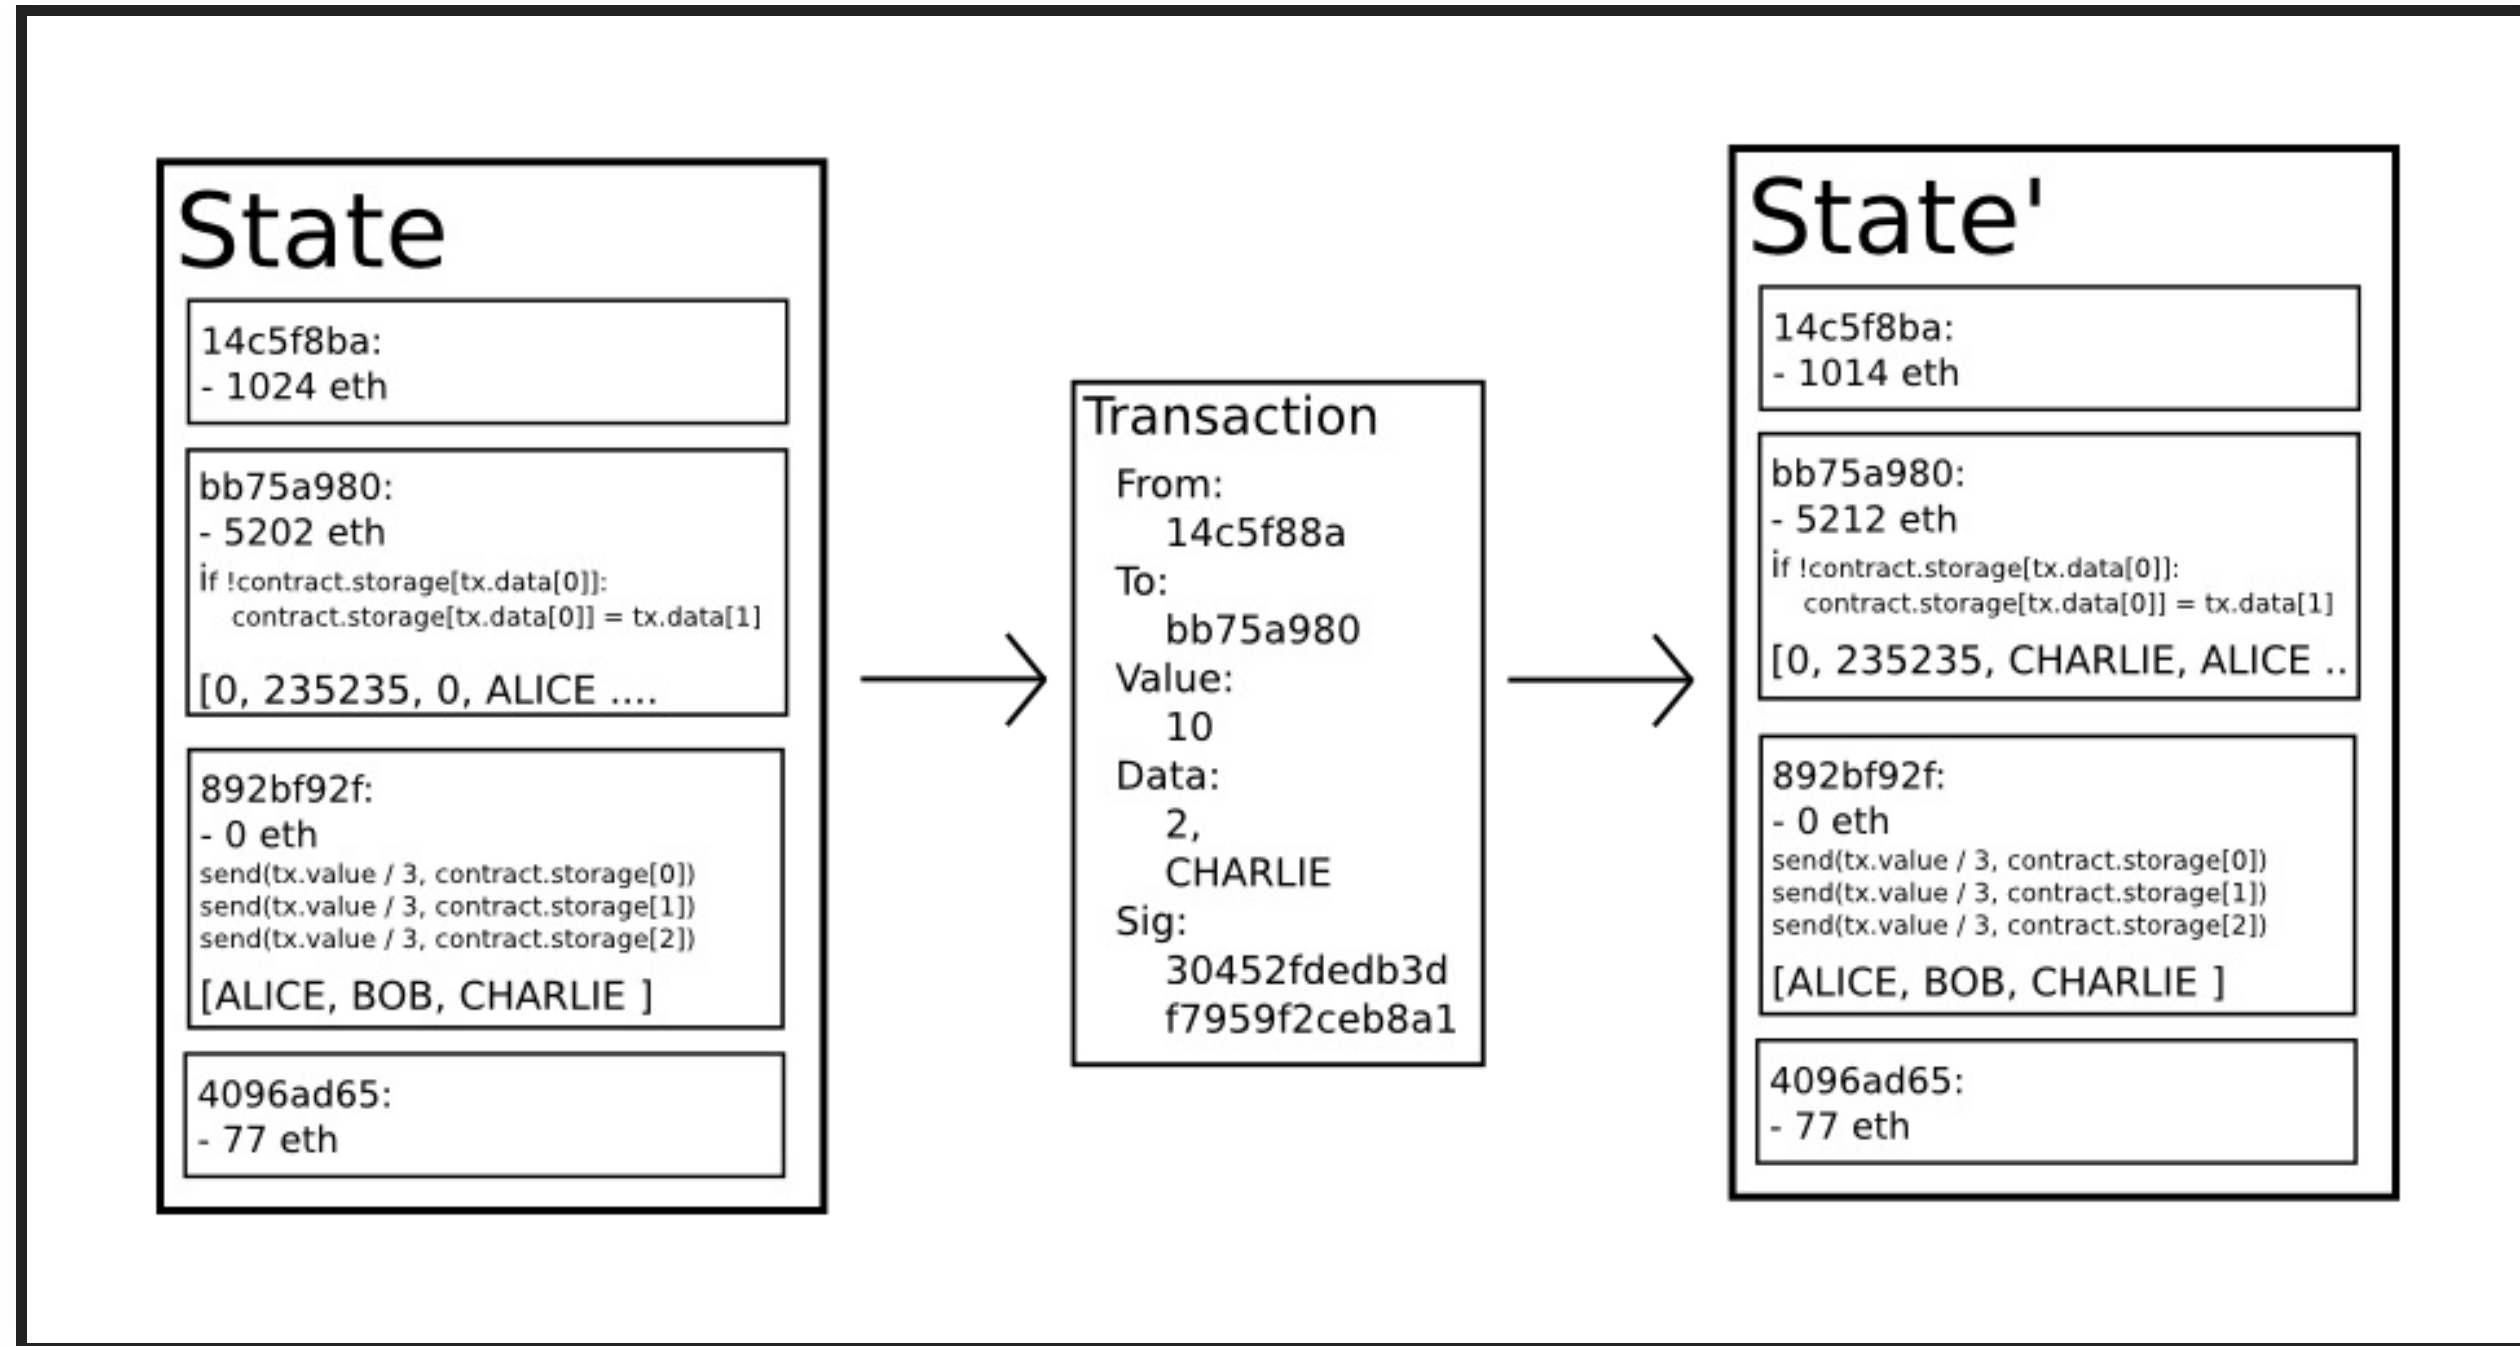 State
14c5f8ba:
- 1024 eth
bb75a980:
- 5202 eth
if !contract.storage[tx.data[0]]:
contract.storage[tx.data[0]] = tx.data[1]
[0, 235235, 0, ALICE ....
892bf92f:
- 0 eth
send(tx.value / 3, contract.storage[0])
send(tx.value / 3, contract.storage[1])
send(tx.value / 3, contract.storage[2])
[ALICE, BOB, CHARLIE ]
4096ad65:
- 77 eth
Transaction
From:
14c5f88a
To:
bb75a980
Value:
10
Data:
2,
CHARLIE
Sig:
30452fdedb3d
f7959f2ceb8a1
State'
14c5f8ba:
- 1014 eth
bb75a980:
- 5212 eth
if !contract.storage[tx.data[0]]:
contract.storage[tx.data[0]] = tx.data[1]
[0, 235235, CHARLIE, ALICE ..
892bf92f:
- 0 eth
send(tx.value / 3, contract.storage[0])
send(tx.value / 3, contract.storage[1])
send(tx.value / 3, contract.storage[2])
[ALICE, BOB, CHARLIE ]
4096ad65:
- 77 eth